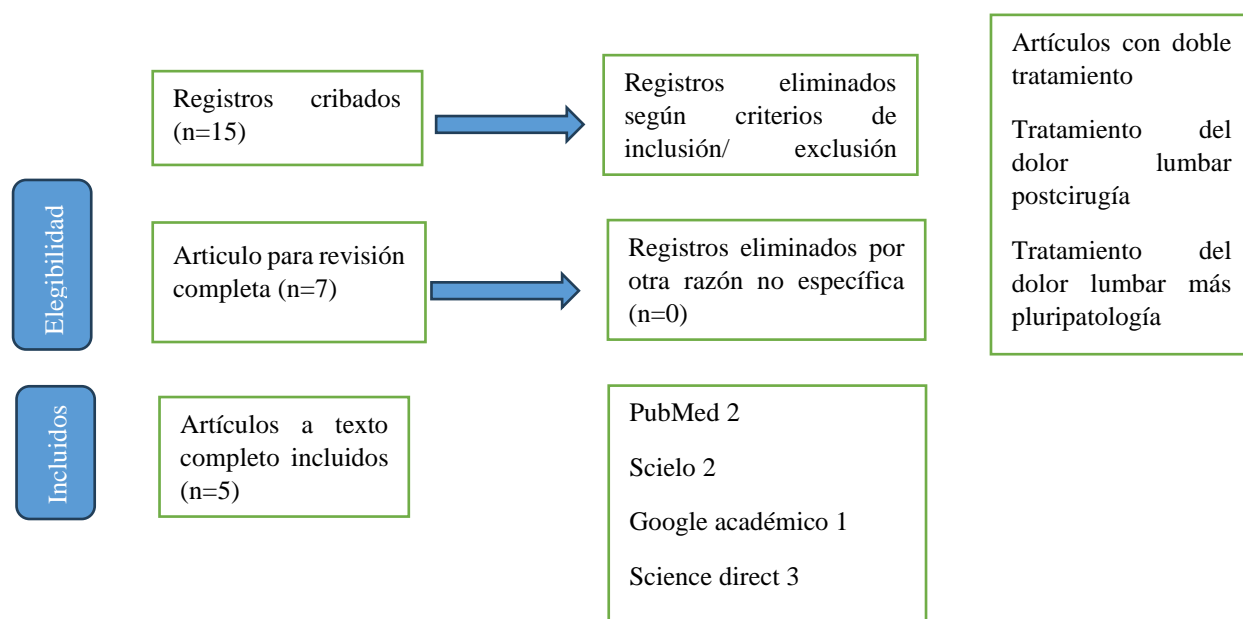 Registros cribados
(n=15)
Registros eliminados
según criterios de
inclusión/ exclusión
Artículos con doble
tratamiento
Tratamiento del
dolor lumbar
postcirugía
Tratamiento del
dolor lumbar más
pluripatología
Elegibilidad
Articulo para revisión
completa (n=7)
Registros eliminados por
otra razón no específica
(n=0)
Incluidos
Artículos a texto
completo incluidos
(n=5)
PubMed 2
Scielo 2
Google académico 1
Science direct 3